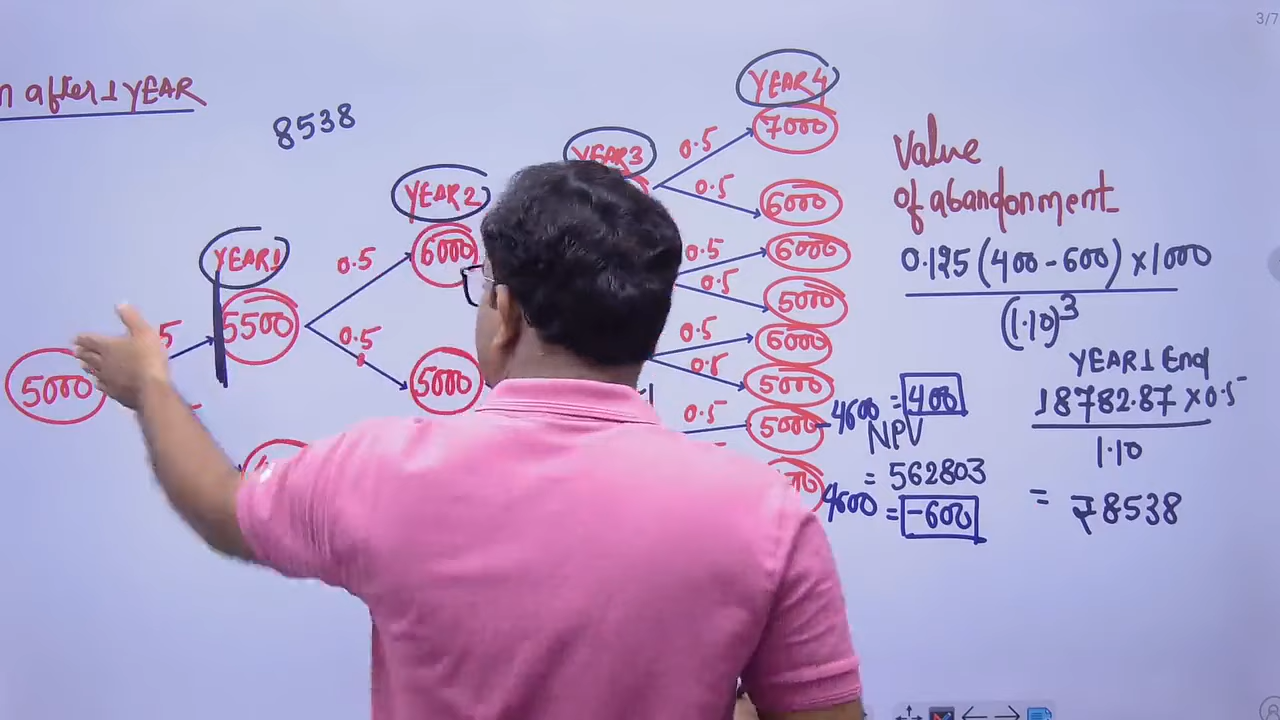 3/7
n after 1 YEAR
8538
YEAR 1
YEAR 2
YEAR 3
YEAR 4
5000
5500
0.5
0.5
6000
5000
0.5
0.5
7000
6000
0.5
0.5
6000
5000
0.5
0.5
6000
5000
0.5
5000
4600 = 400
NPV
= 562803
4600 = -600
Value
of abandonment
0.125 (400-600) × 1000
(1.10)³
YEAR 1 End
18782.87 × 0.5
1.10
= ₹8538